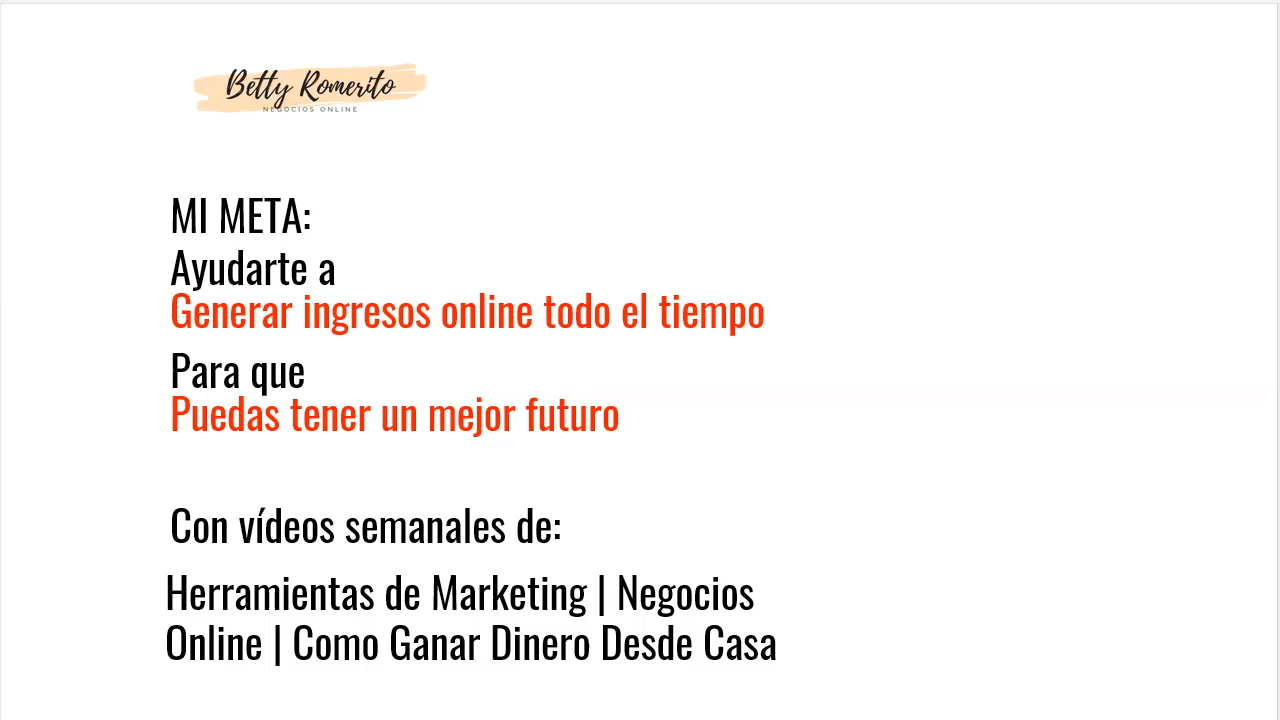 Betty Romerito
NEGOCIOS ONLINE
MI META:
Ayudarte a
Generar ingresos online todo el tiempo
Para que
Puedas tener un mejor futuro
Con vídeos semanales de:
Herramientas de Marketing | Negocios
Online | Como Ganar Dinero Desde Casa